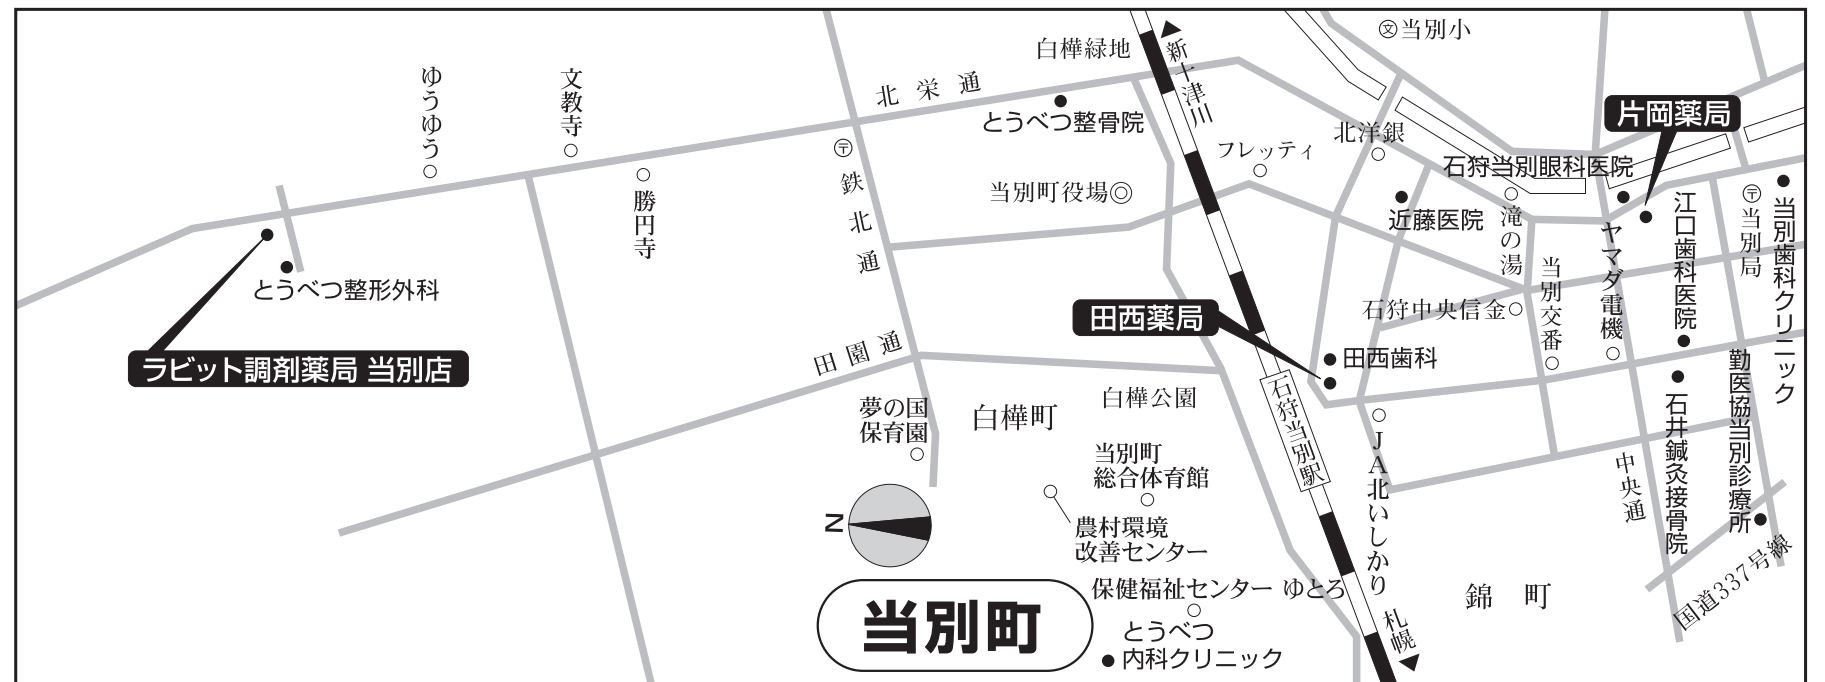 当別小
白樺緑地
新十津川
北栄通
とうべつ整骨院
ゆうゆう
文教寺
勝円寺
〒
鉄北通
フレッティ
北洋銀
石狩当別眼科医院
片岡薬局
当別町役場
近藤医院
滝の湯
ヤマダ電機
江口歯科医院
〒当別局
当別歯科クリニック
とうべつ整形外科
ラビット調剤薬局 当別店
田西薬局
石狩中央信金
当別交番
田西歯科
田園通
夢の国
保育園
白樺町
白樺公園
石狩当別駅
JA北いしかり
石井鍼灸接骨院
勤医協当別診療所
中央通
国道337号線
当別町
総合体育館
農村環境
改善センター
保健福祉センター ゆとろ
とうべつ
内科クリニック
錦町
札幌
N
当別町